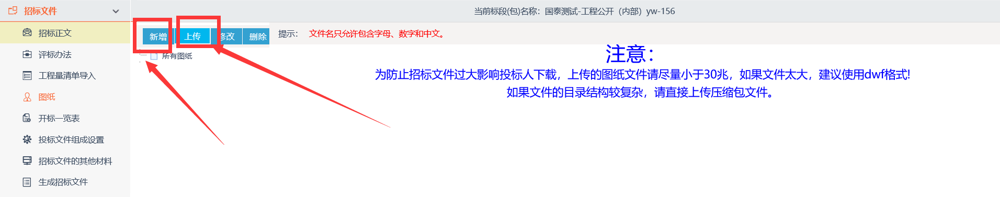 招标文件
当前标段(包)名称：国泰测试-工程公开（内部）yw-156
招标正文
评标办法
工程量清单导入
图纸
开标一览表
投标文件组成设置
招标文件的其他材料
生成招标文件
新增 上传 修改 删除 提示： 文件名只允许包含字母、数字和中文。
所有图纸
注意：
为防止招标文件过大影响投标人下载，上传的图纸文件请尽量小于30兆，如果文件太大，建议使用dwf格式!
如果文件的目录结构较复杂，请直接上传压缩包文件。